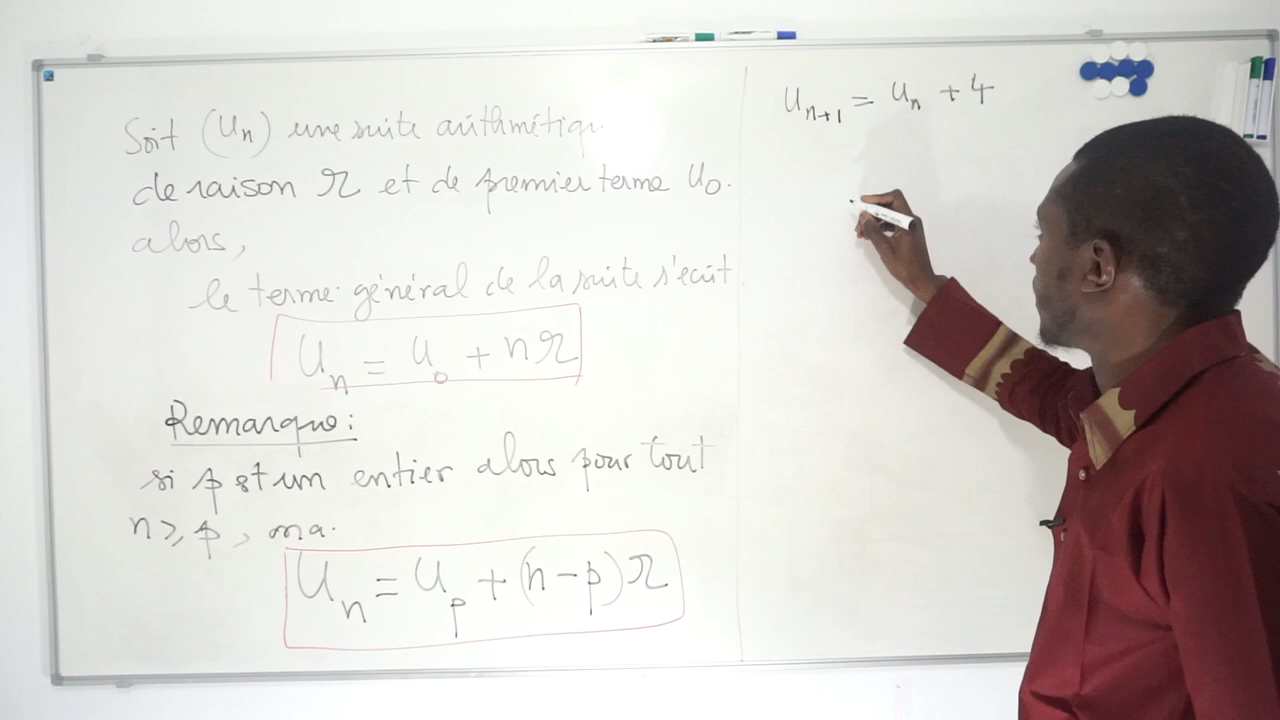 Soit (Un) une suite arithmétiqu
de raison r et de premier terme U0.
alors,
le terme général de la suite s'écrit
Un = U0 + nr
Remarque:
si p est un entier alors pour tout
n ≥ p, on a.
Un = Up + (n-p)r
Un+1 = Un + 4